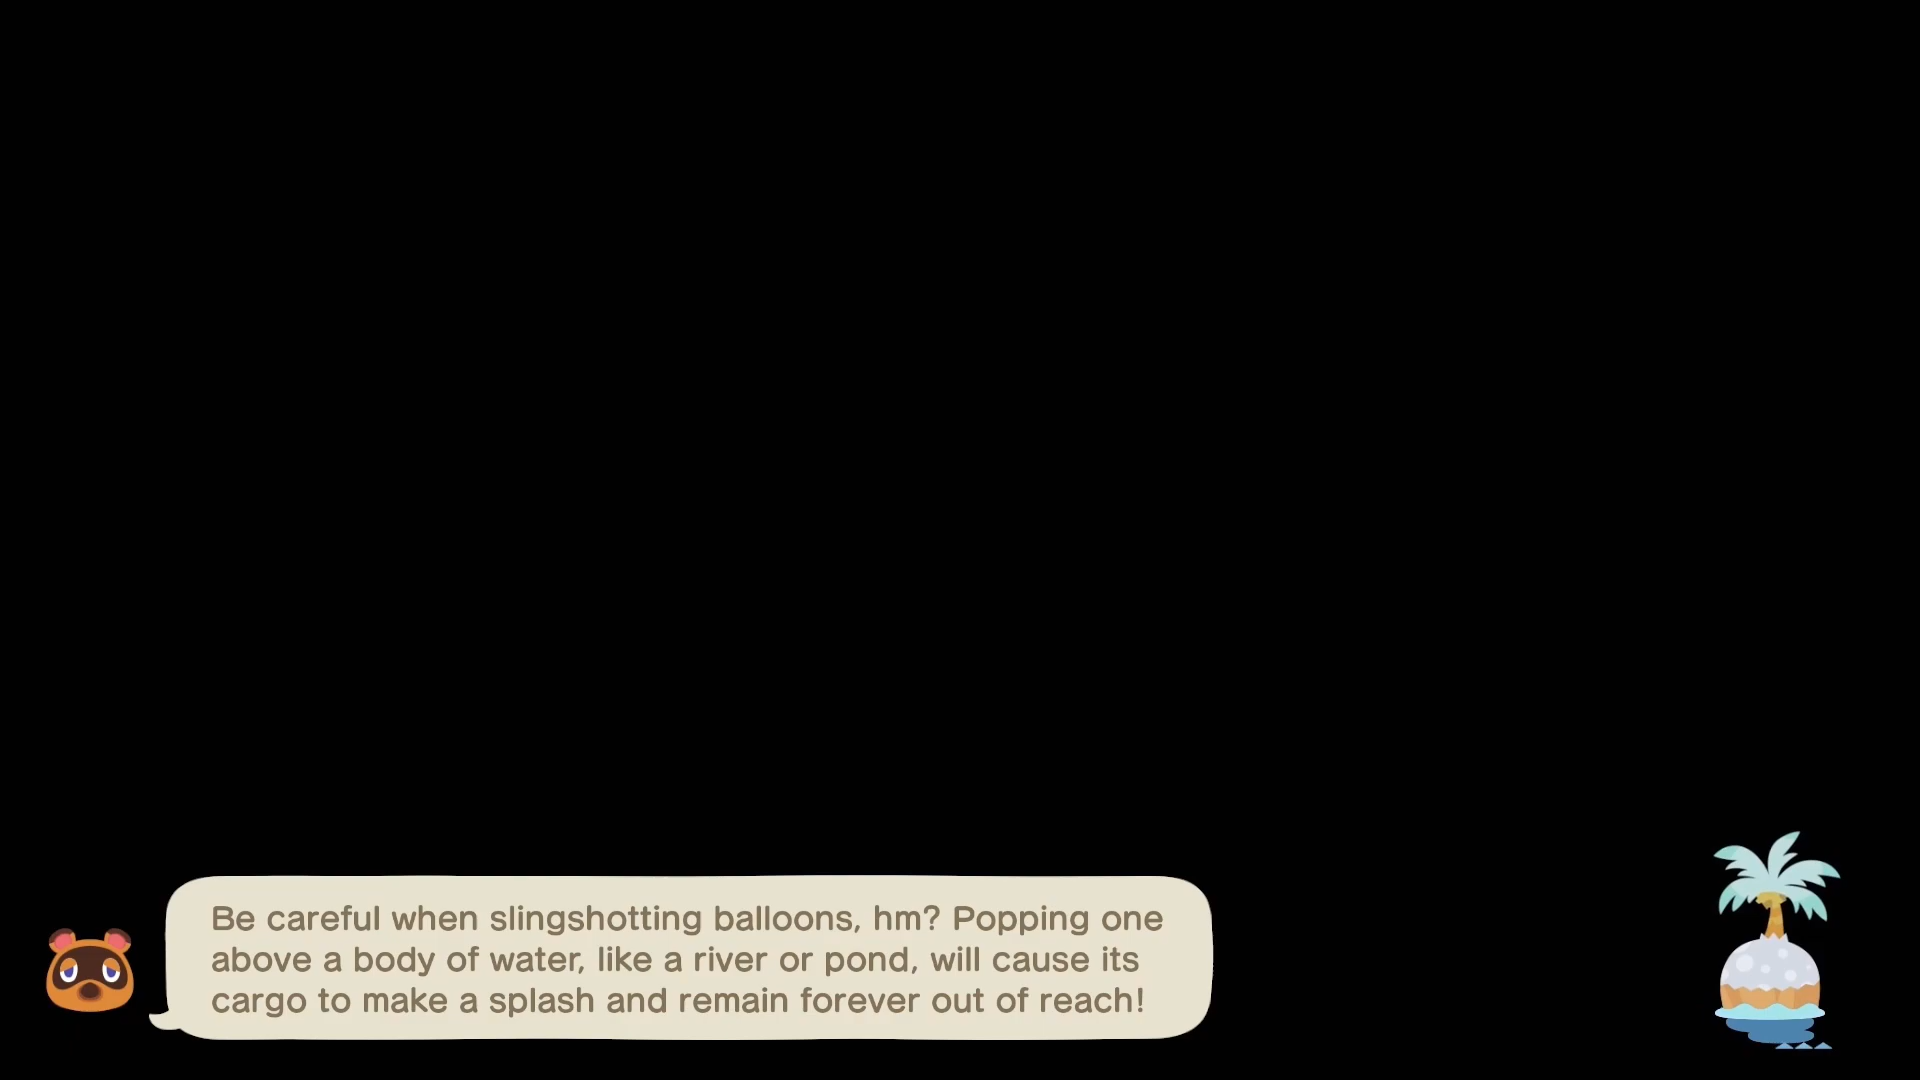 Be careful when slingshotting balloons, hm? Popping one
above a body of water, like a river or pond, will cause its
cargo to make a splash and remain forever out of reach!